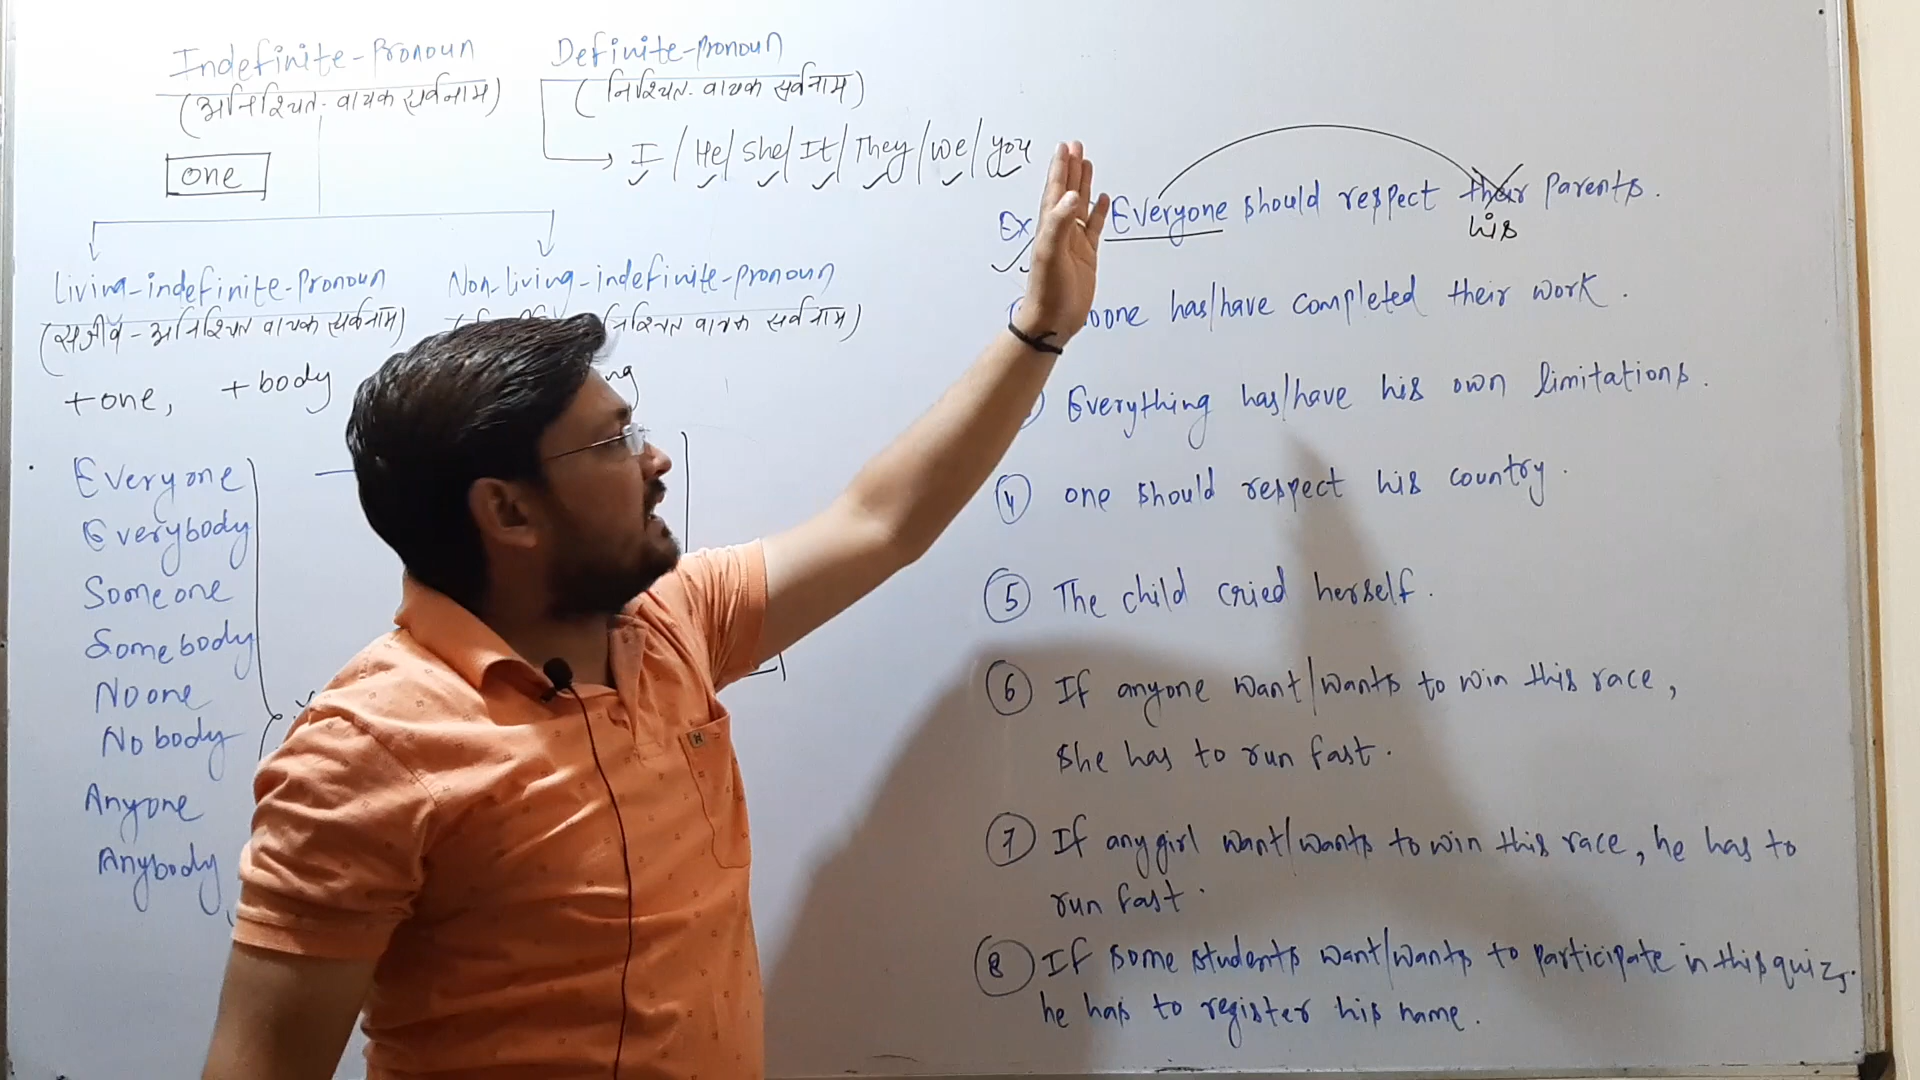 Indefinite-Pronoun
(अनिश्चित-वाचक सर्वनाम)
one
Definite-Pronoun
(निश्चित-वाचक सर्वनाम)
I / He / She / It / They / we / you
Living-indefinite-Pronoun
(सजीव-अनिश्चित वाचक सर्वनाम)
+one, +body
Non-living-indefinite-pronoun
वाचक सर्वनाम)
Everyone
Everybody
Someone
Somebody
No one
No body
Anyone
Anybody
Ex Everyone should respect their parents.
his
has/have completed their work.
Everything has/have his own limitations.
④ one should respect his country.
⑤ The child cried herself.
⑥ If anyone want/wants to win this race,
she has to run fast.
⑦ If any girl want/wants to win this race, he has to
run fast.
⑧ If some students want/wants to participate in this quiz,
he has to register his name.